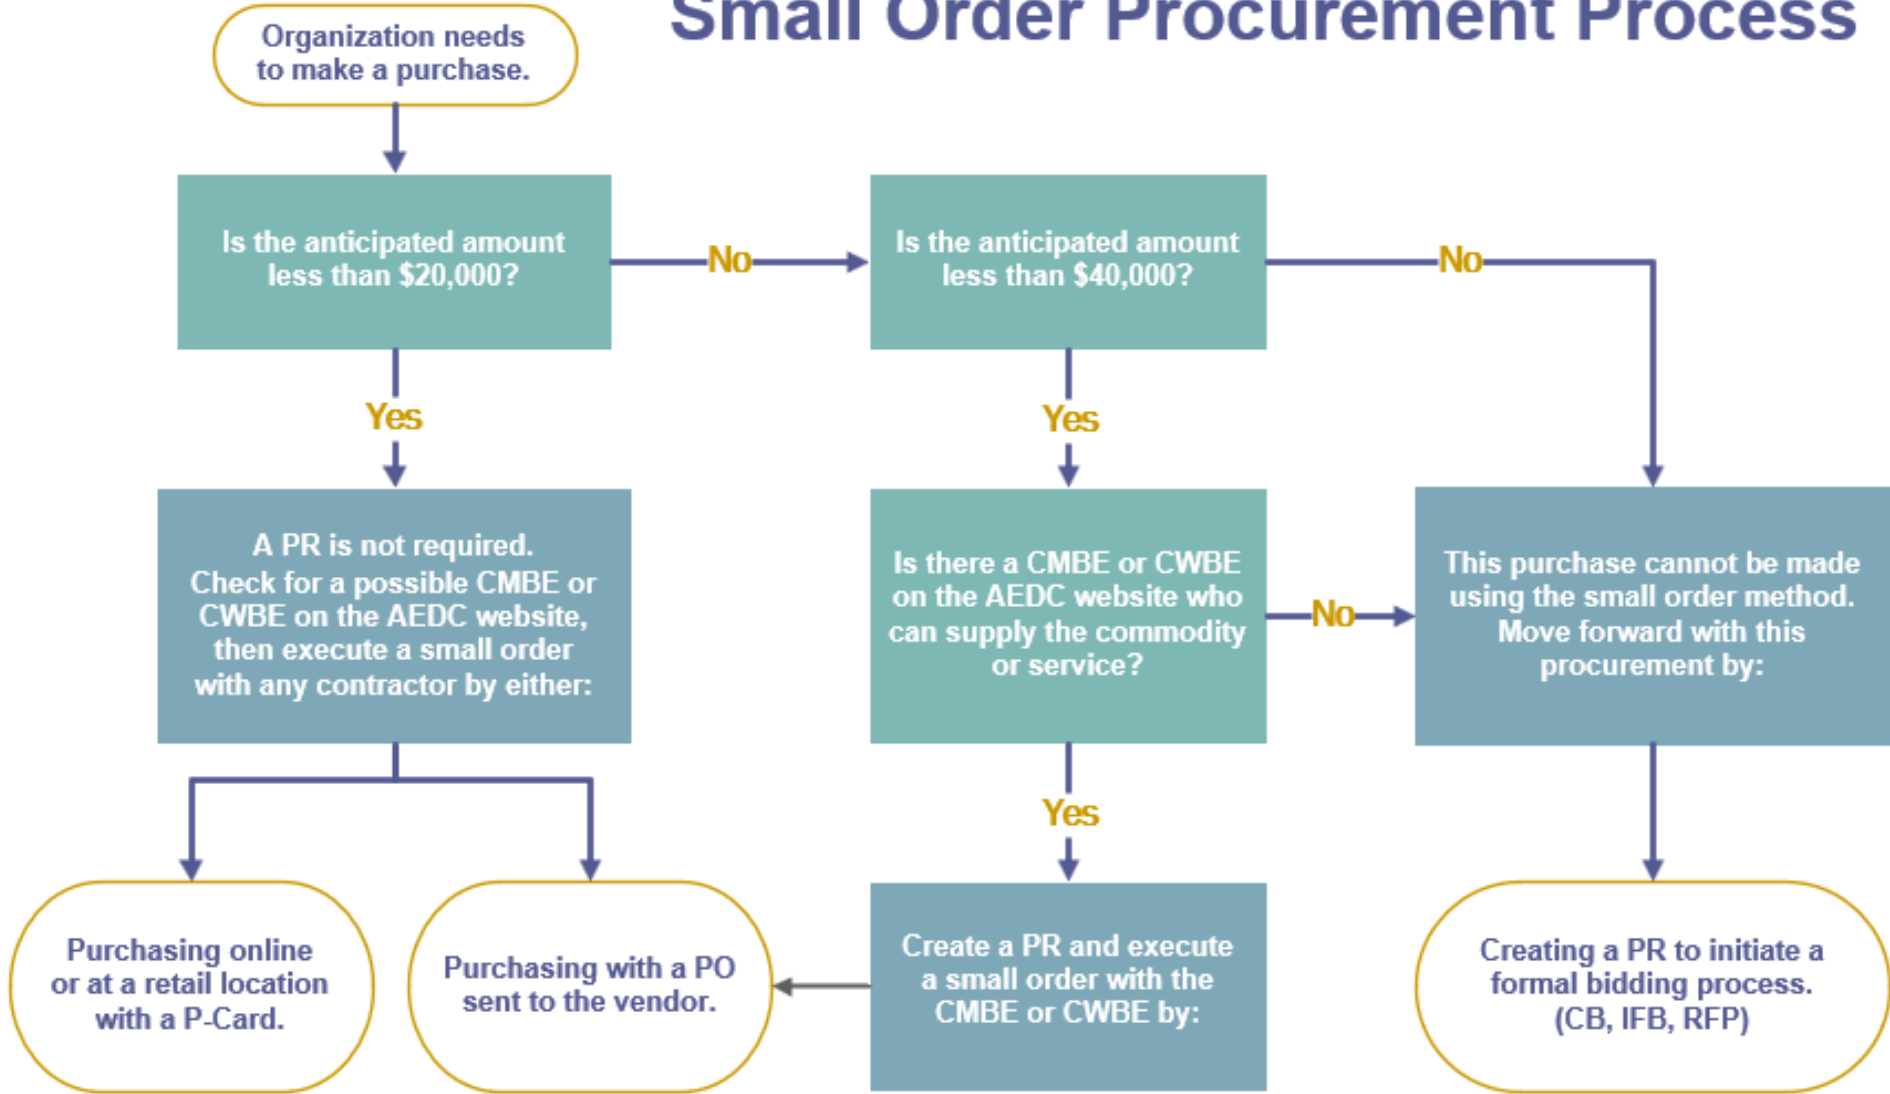 Small Order Procurement Process
Organization needs
to make a purchase.
Is the anticipated amount
less than $20,000?
No
Is the anticipated amount
less than $40,000?
No
Yes
Yes
A PR is not required.
Check for a possible CMBE or
CWBE on the AEDC website,
then execute a small order
with any contractor by either:
Is there a CMBE or CWBE
on the AEDC website who
can supply the commodity
or service?
No
This purchase cannot be made
using the small order method.
Move forward with this
procurement by:
Yes
Purchasing online
or at a retail location
with a P-Card.
Purchasing with a PO
sent to the vendor.
Create a PR and execute
a small order with the
CMBE or CWBE by:
Creating a PR to initiate a
formal bidding process.
(CB, IFB, RFP)